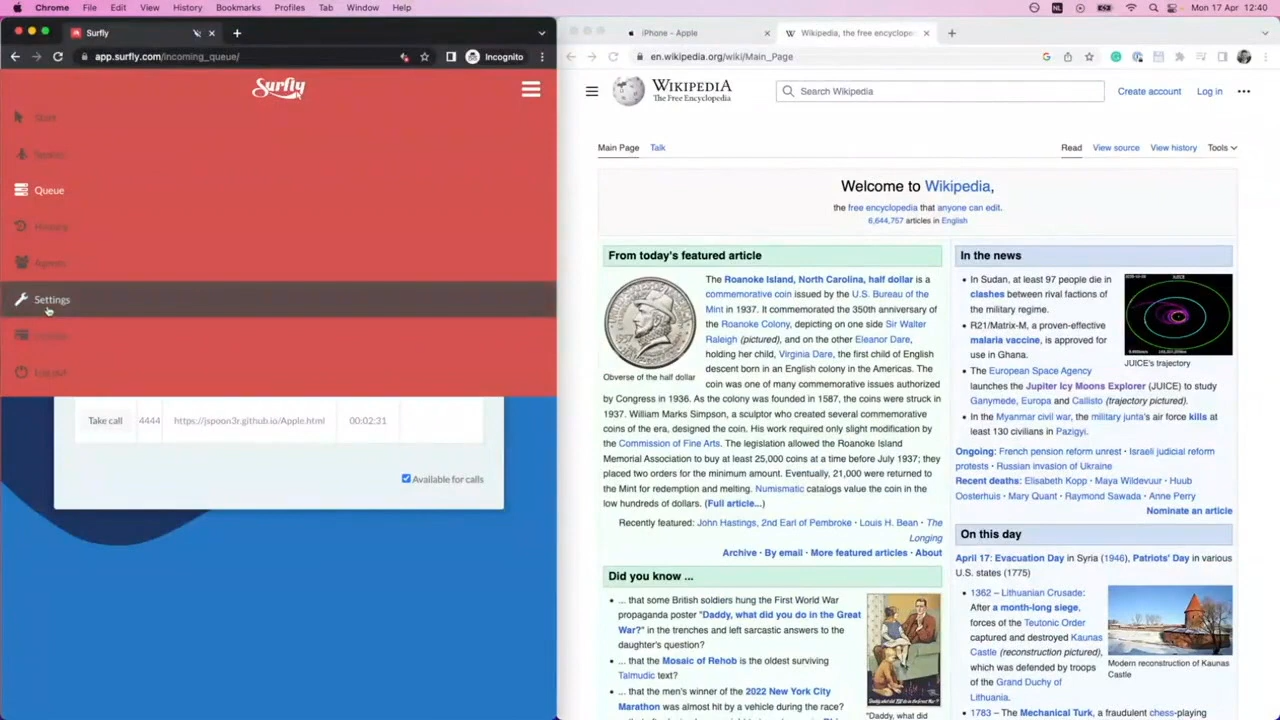 Chrome File Edit View History Bookmarks Profiles Tab Window Help
NL Mon 17 Apr 12:40
Surfly
app.surfly.com/incoming_queue/
Incognito
Surfly
Start
Queue
History
Agents
Settings
Log out
Take call 4444 https://jspoon3r.github.io/Apple.html 00:02:31
Available for calls
iPhone - Apple
Wikipedia, the free encyclope
en.wikipedia.org/wiki/Main_Page
WIKIPEDIA
The Free Encyclopedia
Search Wikipedia
Create account Log in
Main Page Talk
Read View source View history Tools
Welcome to Wikipedia,
the free encyclopedia that anyone can edit.
6,644,757 articles in English
From today's featured article
The Roanoke Island, North Carolina, half dollar is a
commemorative coin issued by the U.S. Bureau of the
Mint in 1937. It commemorated the 350th anniversary of
the Roanoke Colony, depicting on one side Sir Walter
Raleigh (pictured), and on the other Eleanor Dare,
holding her child, Virginia Dare, the first child of English
descent born in an English colony in the Americas. The
Obverse of the half dollar
coin was one of many commemorative issues authorized
by Congress in 1936. As the colony was founded in 1587, the coins were struck in
1937. William Marks Simpson, a sculptor who created several commemorative
coins of the era, designed the coin. His work required only slight modification by
the Commission of Fine Arts. The legislation allowed the Roanoke Island
Memorial Association to buy at least 25,000 coins at a time before July 1937; they
placed two orders for the minimum amount. Eventually, 21,000 were returned to
the Mint for redemption and melting. Numismatic catalogs value the coin in the
low hundreds of dollars. (Full article...)
Recently featured: John Hastings, 2nd Earl of Pembroke · Louis H. Bean · The
Longing
Archive · By email · More featured articles · About
Did you know ...
... that some British soldiers hung the First World War
propaganda poster "Daddy, what did you do in the Great
War?" in the trenches and left sarcastic answers to the
daughter's question?
... that the Mosaic of Rehob is the oldest surviving
Talmudic text?
... that the men's winner of the 2022 New York City
Marathon was almost hit by a vehicle during the race?
"Daddy, what did
In the news
In Sudan, at least 97 people die in
clashes between rival factions of
the military regime.
R21/Matrix-M, a proven-effective
malaria vaccine, is approved for
use in Ghana.
JUICE's trajectory
The European Space Agency
launches the Jupiter Icy Moons Explorer (JUICE) to study
Ganymede, Europa and Callisto (trajectory pictured).
In the Myanmar civil war, the military junta's air force kills at
least 130 civilians in Pazigyi.
Ongoing: French pension reform unrest · Israeli judicial reform
protests · Russian invasion of Ukraine
Recent deaths: Elisabeth Kopp · Maya Wildevuur · Huub
Oosterhuis · Mary Quant · Raymond Sawada · Anne Perry
Nominate an article
On this day
April 17: Evacuation Day in Syria (1946), Patriots' Day in various
U.S. states (1775)
1362 – Lithuanian Crusade:
After a month-long siege,
forces of the Teutonic Order
captured and destroyed Kaunas
Castle (reconstruction pictured),
which was defended by troops
of the Grand Duchy of
Lithuania.
Modern reconstruction of Kaunas
Castle
1783 – The Mechanical Turk, a fraudulent chess-playing